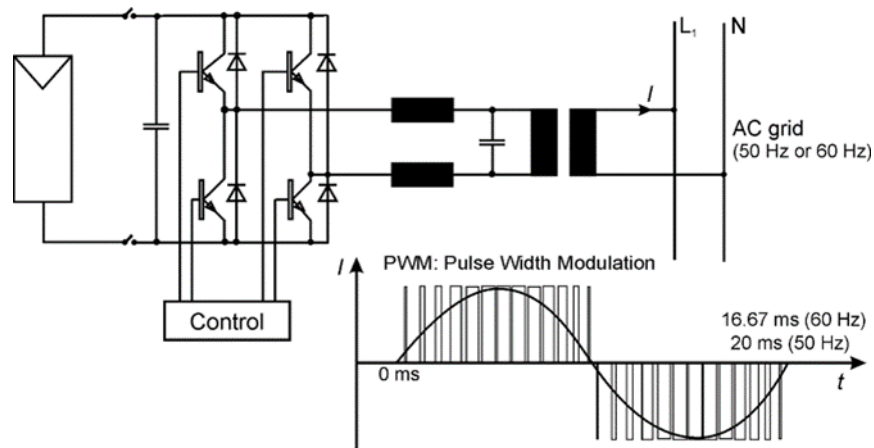 L₁
N
I
AC grid
(50 Hz or 60 Hz)
Control
I
PWM: Pulse Width Modulation
16.67 ms (60 Hz)
20 ms (50 Hz)
0 ms
t